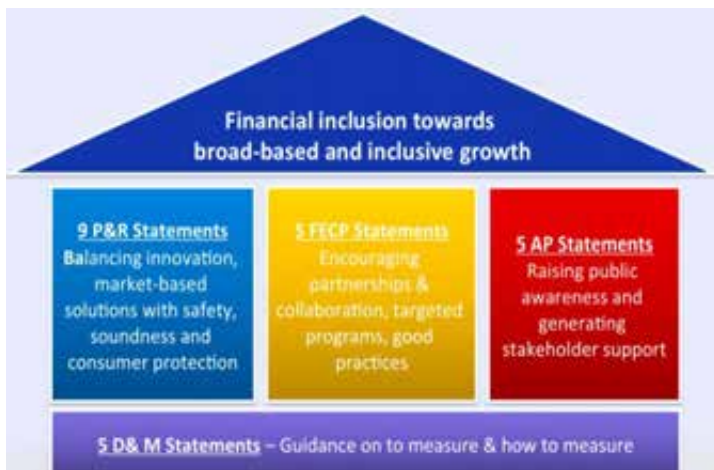 Financial inclusion towards
broad-based and inclusive growth
9 P&R Statements
Balancing innovation,
market-based
solutions with safety,
soundness and
consumer protection
5 FECP Statements
Encouraging
partnerships &
collaboration, targeted
programs, good
practices
5 AP Statements
Raising public
awareness and
generating
stakeholder support
5 D& M Statements – Guidance on to measure & how to measure